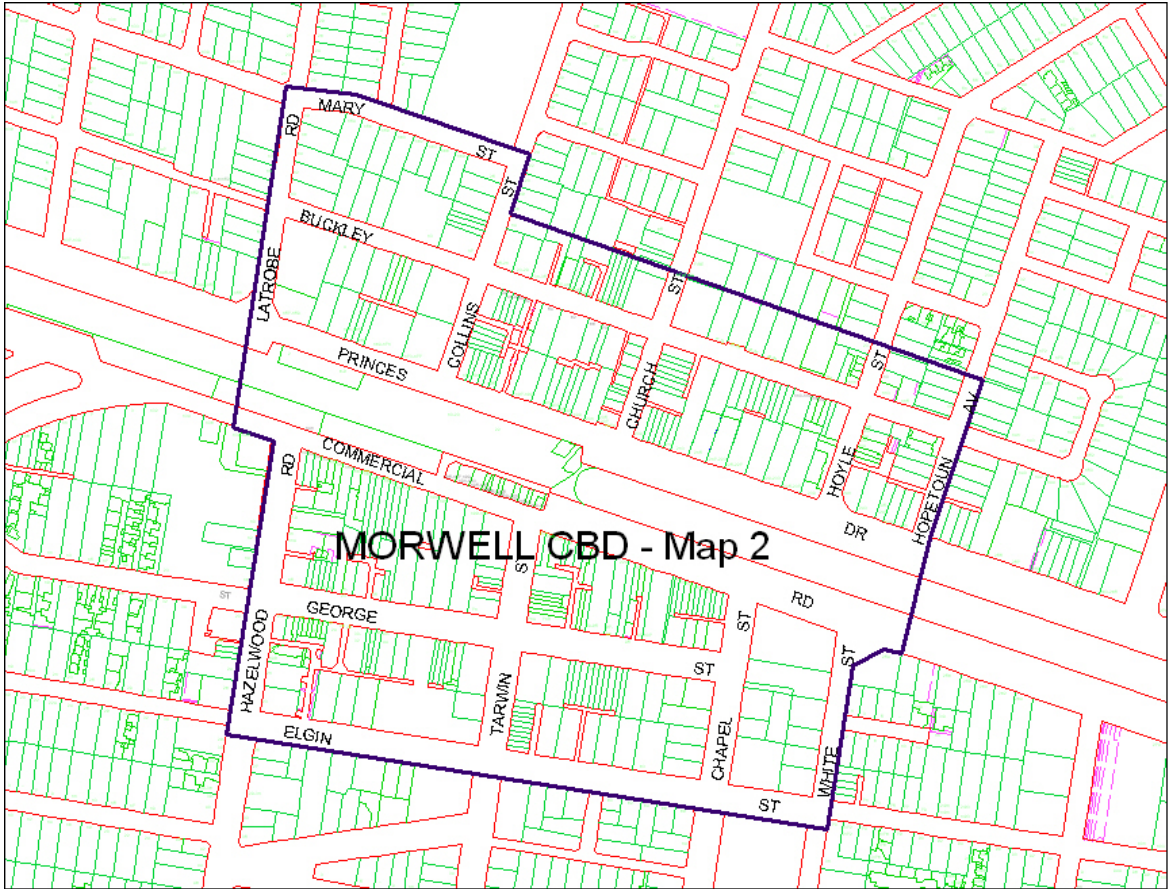 MARY ST
RD
ST
BUCKLEY
LATROBE
ST
PRINCES
COLLINS
CHURCH
ST
AV
COMMERCIAL
RD
HOYLE
HOPETOUN
DR
MORWELL CBD - Map 2
ST
ST
GEORGE
RD
ST
HAZELWOOD
ST
ST
TARWIN
ELGIN
CHAPEL
WHITE
ST